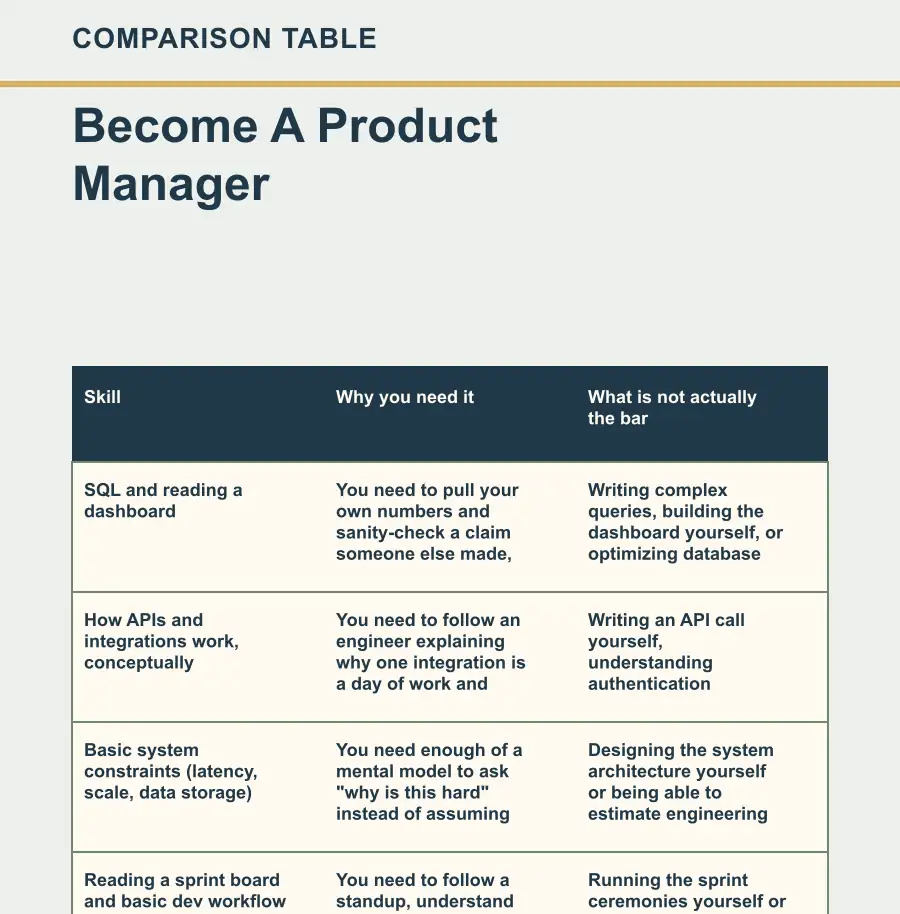 COMPARISON TABLE
Become A Product
Manager
Skill
Why you need it
What is not actually
the bar
SQL and reading a
dashboard
You need to pull your
own numbers and
sanity-check a claim
someone else made,
Writing complex
queries, building the
dashboard yourself, or
optimizing database
How APIs and
integrations work,
conceptually
You need to follow an
engineer explaining
why one integration is
a day of work and
Writing an API call
yourself,
understanding
authentication
Basic system
constraints (latency,
scale, data storage)
You need enough of a
mental model to ask
"why is this hard"
instead of assuming
Designing the system
architecture yourself
or being able to
estimate engineering
Reading a sprint board
and basic dev workflow
You need to follow a
standup, understand
Running the sprint
ceremonies yourself or